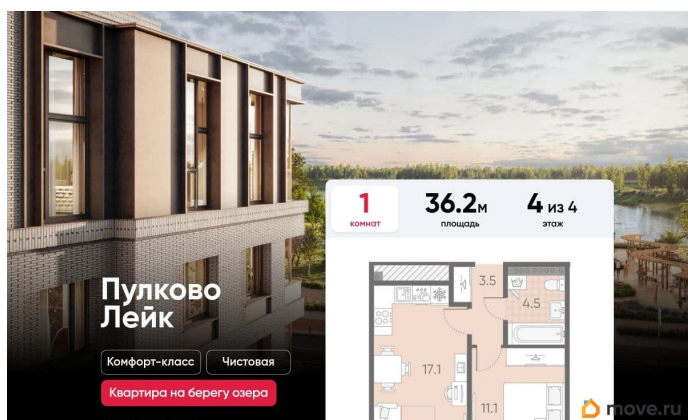 1
комнат
36.2м
площадь
4 из 4
этаж
Пулково
Лейк
Комфорт-класс
Чистовая
Квартира на берегу озера
3.5
4.5
17.1
11.1
move.ru